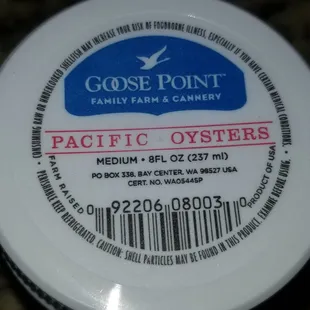 GOOSE POINT
FAMILY FARM & CANNERY
PACIFIC OYSTERS
MEDIUM • 8FL OZ (237 ml)
PO BOX 338, BAY CENTER, WA 98527 USA
CERT. NO. WA0544SP
FARM RAISED
PRODUCT OF USA
0 92206 08003 0
• CONSUMING RAW OR UNDERCOOKED SHELLFISH MAY INCREASE YOUR RISK OF FOODBORNE ILLNESS, ESPECIALLY IF YOU HAVE CERTAIN MEDICAL CONDITIONS.
• PERISHABLE KEEP REFRIGERATED. CAUTION: SHELL PARTICLES MAY BE FOUND IN THIS PRODUCT. EXAMINE BEFORE USING. •